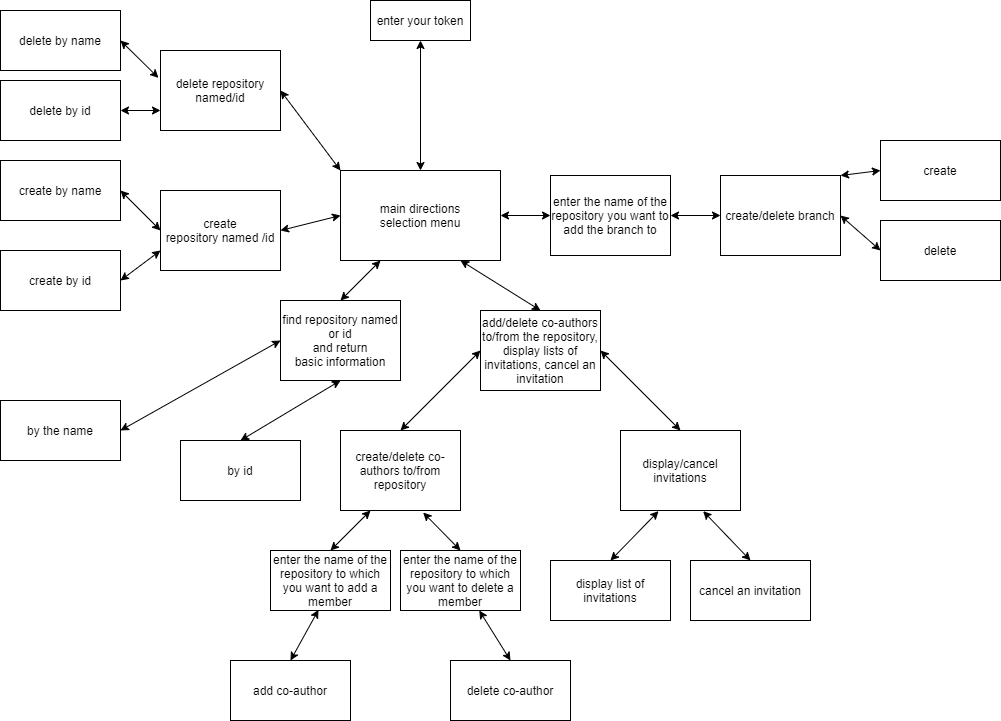 enter your token
delete by name
delete repository
named/id
delete by id
create by name
create
repository named /id
create by id
main directions
selection menu
enter the name of the
repository you want to
add the branch to
create/delete branch
create
delete
find repository named
or id
and return
basic information
add/delete co-authors
to/from the repository,
display lists of
invitations, cancel an
invitation
by the name
by id
create/delete co-
authors to/from
repository
display/cancel
invitations
enter the name of the
repository to which
you want to add a
member
enter the name of the
repository to which
you want to delete a
member
display list of
invitations
cancel an invitation
add co-author
delete co-author